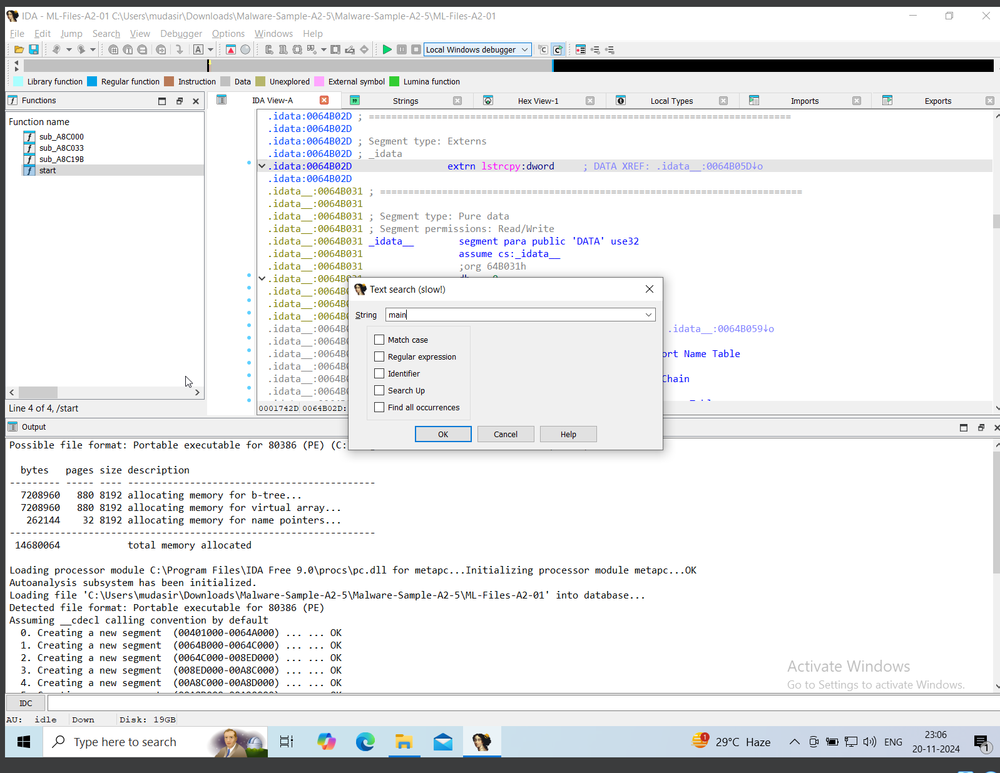 IDA - ML-Files-A2-01 C:\Users\mudasir\Downloads\Malware-Sample-A2-5\Malware-Sample-A2-5\ML-Files-A2-01
File Edit Jump Search View Debugger Options Windows Help
Local Windows debugger
Library function Regular function Instruction Data Unexplored External symbol Lumina function
Functions
IDA View-A Strings Hex View-1 Local Types Imports Exports
Function name
sub_A8C000
sub_A8C033
sub_A8C19B
start
Line 4 of 4, /start
.idata:0064B02D ; ===========================================================================
.idata:0064B02D
.idata:0064B02D ; Segment type: Externs
.idata:0064B02D ; _idata
.idata:0064B02D extrn lstrcpy:dword ; DATA XREF: .idata__:0064B05D↓o
.idata:0064B02D
.idata__:0064B031 ; ===========================================================================
.idata__:0064B031
.idata__:0064B031 ; Segment type: Pure data
.idata__:0064B031 ; Segment permissions: Read/Write
.idata__:0064B031 _idata__ segment para public 'DATA' use32
.idata__:0064B031 assume cs:_idata__
.idata__:0064B031 ;org 64B031h
.idata__:0064B
.idata__:0064B
.idata__:0064B
.idata__:0064B
.idata__:0064B .idata__:0064B059↓o
.idata__:0064B
.idata__:0064B ort Name Table
.idata__:0064B
.idata__:0064B Chain
.idata__:0064B
0001742D 0064B02D:
Text search (slow!)
String main
Match case
Regular expression
Identifier
Search Up
Find all occurrences
OK Cancel Help
Output
Possible file format: Portable executable for 80386 (PE) (C:
bytes pages size description
--------- ----- ---- --------------------------------------------
7208960 880 8192 allocating memory for b-tree...
7208960 880 8192 allocating memory for virtual array...
262144 32 8192 allocating memory for name pointers...
-----------------------------------------------------------------
14680064 total memory allocated
Loading processor module C:\Program Files\IDA Free 9.0\procs\pc.dll for metapc...Initializing processor module metapc...OK
Autoanalysis subsystem has been initialized.
Loading file 'C:\Users\mudasir\Downloads\Malware-Sample-A2-5\Malware-Sample-A2-5\ML-Files-A2-01' into database...
Detected file format: Portable executable for 80386 (PE)
Assuming __cdecl calling convention by default
0. Creating a new segment (00401000-0064A000) ... ... OK
1. Creating a new segment (0064B000-0064C000) ... ... OK
2. Creating a new segment (0064C000-008ED000) ... ... OK
3. Creating a new segment (008ED000-00A8C000) ... ... OK
4. Creating a new segment (00A8C000-00A8D000) ... ... OK
Activate Windows
Go to Settings to activate Windows.
IDC
AU: idle Down Disk: 19GB
Type here to search
1 29°C Haze ENG 23:06
20-11-2024
1